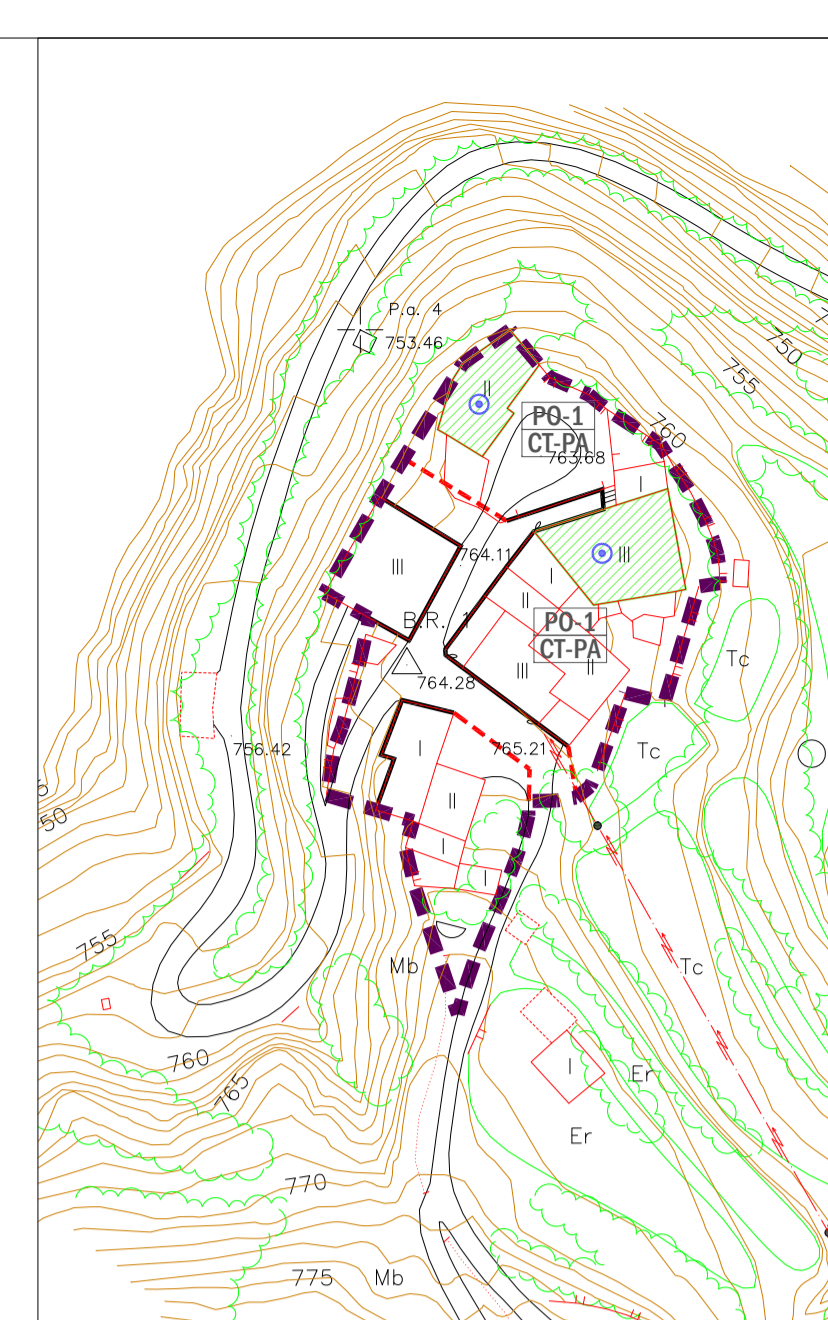 P.a. 4
753.46
750
755
760
II
PO-1
CT-PA
763.68
I
III
764.11
III
I
II
B.R. 1
PO-1
CT-PA
III
II
Tc
764.28
756.42
I
765.21
Tc
II
50
I
I
755
Mb
Tc
760
765
I
Er
Er
770
775
Mb